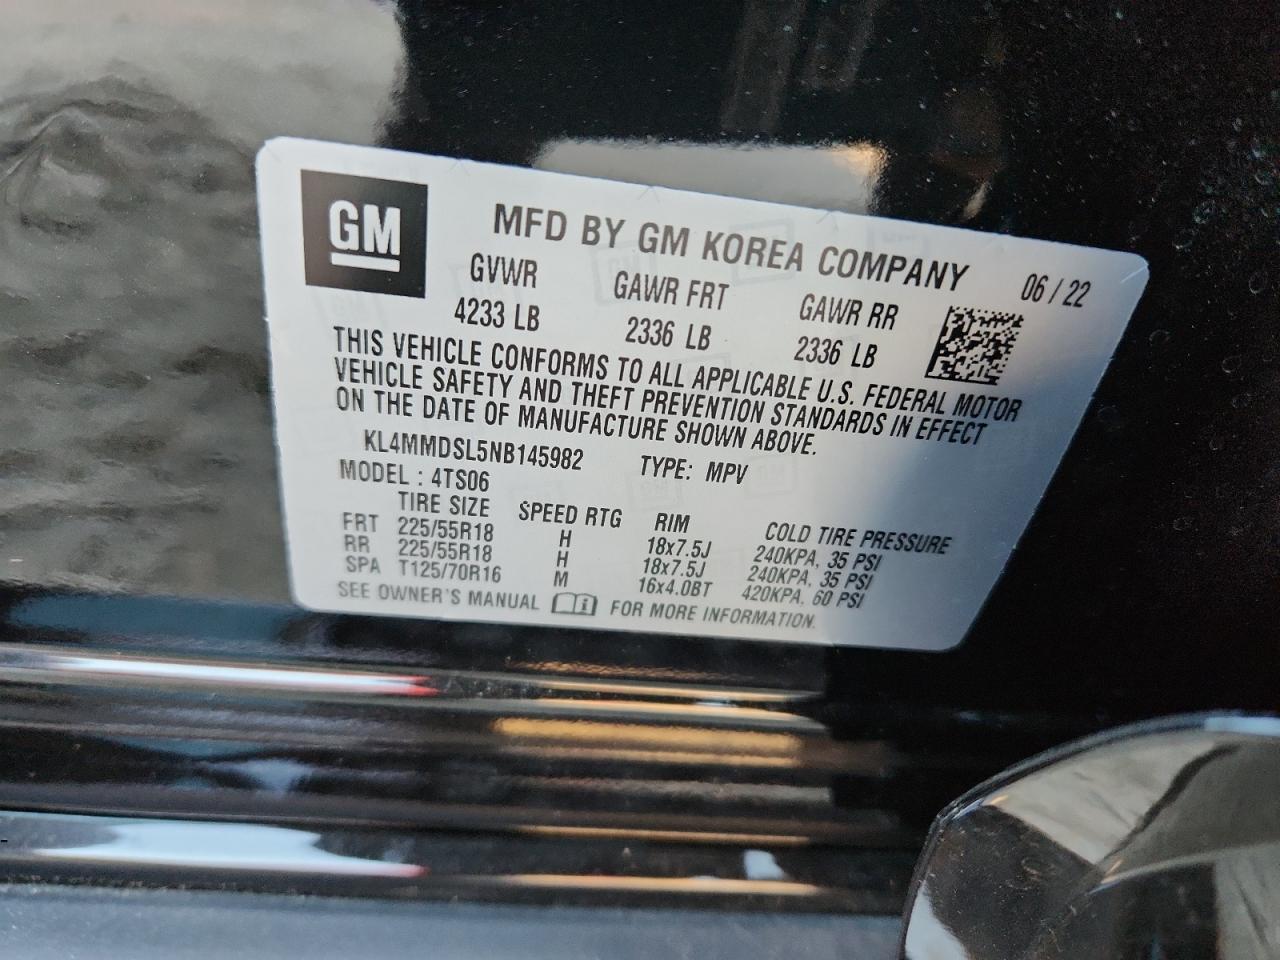 GM
MFD BY GM KOREA COMPANY 06 / 22
GVWR GAWR FRT GAWR RR
4233 LB 2336 LB 2336 LB
THIS VEHICLE CONFORMS TO ALL APPLICABLE U.S. FEDERAL MOTOR
VEHICLE SAFETY AND THEFT PREVENTION STANDARDS IN EFFECT
ON THE DATE OF MANUFACTURE SHOWN ABOVE.
KL4MMDSL5NB145982 TYPE: MPV
MODEL : 4TS06
TIRE SIZE SPEED RTG RIM COLD TIRE PRESSURE
FRT 225/55R18 H 18x7.5J 240KPA, 35 PSI
RR 225/55R18 H 18x7.5J 240KPA, 35 PSI
SPA T125/70R16 M 16x4.0BT 420KPA, 60 PSI
SEE OWNER'S MANUAL FOR MORE INFORMATION.